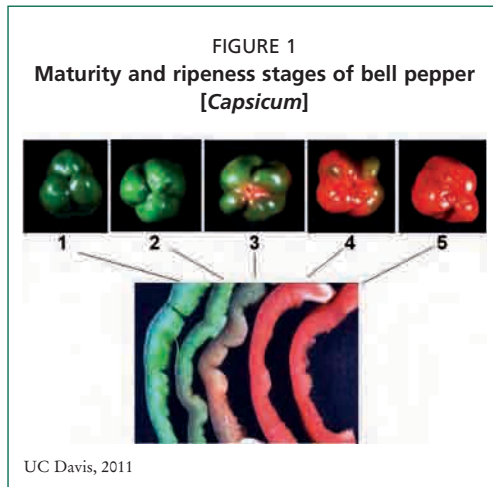 FIGURE 1
Maturity and ripeness stages of bell pepper
[Capsicum]
1 2 3 4 5
UC Davis, 2011